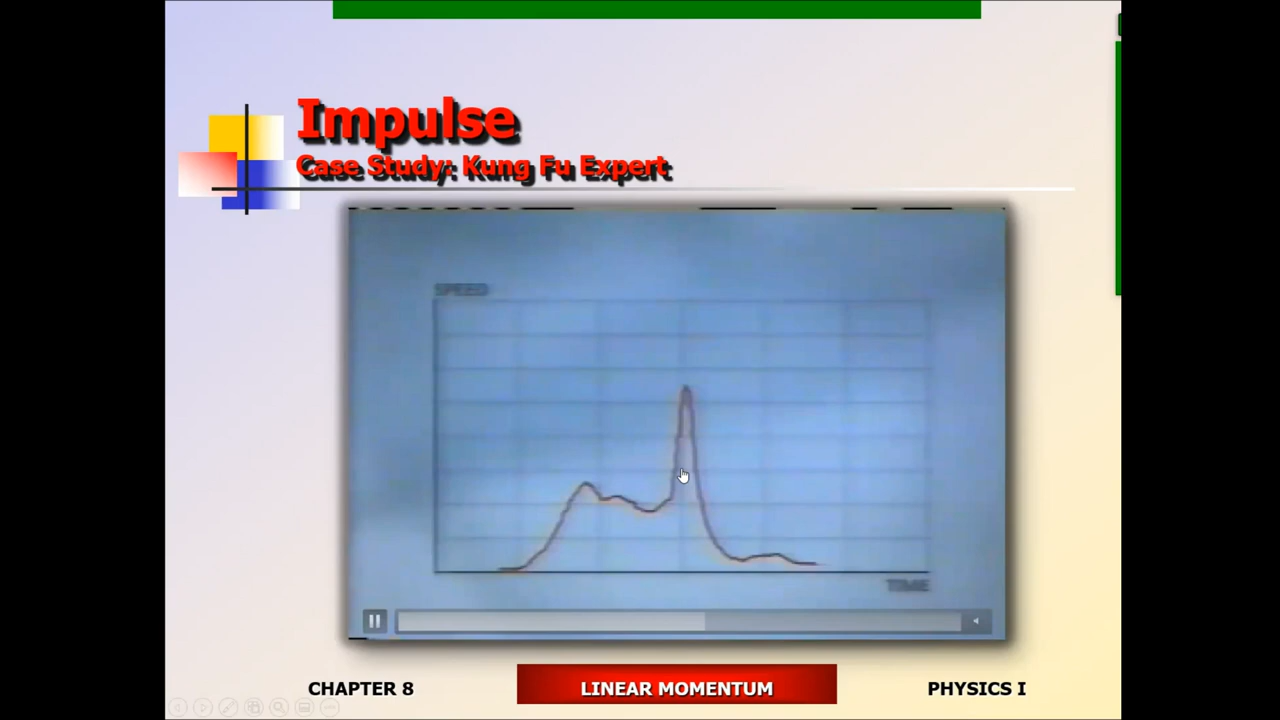 Impulse
Case Study: Kung Fu Expert
SPEED
TIME
CHAPTER 8
LINEAR MOMENTUM
PHYSICS I